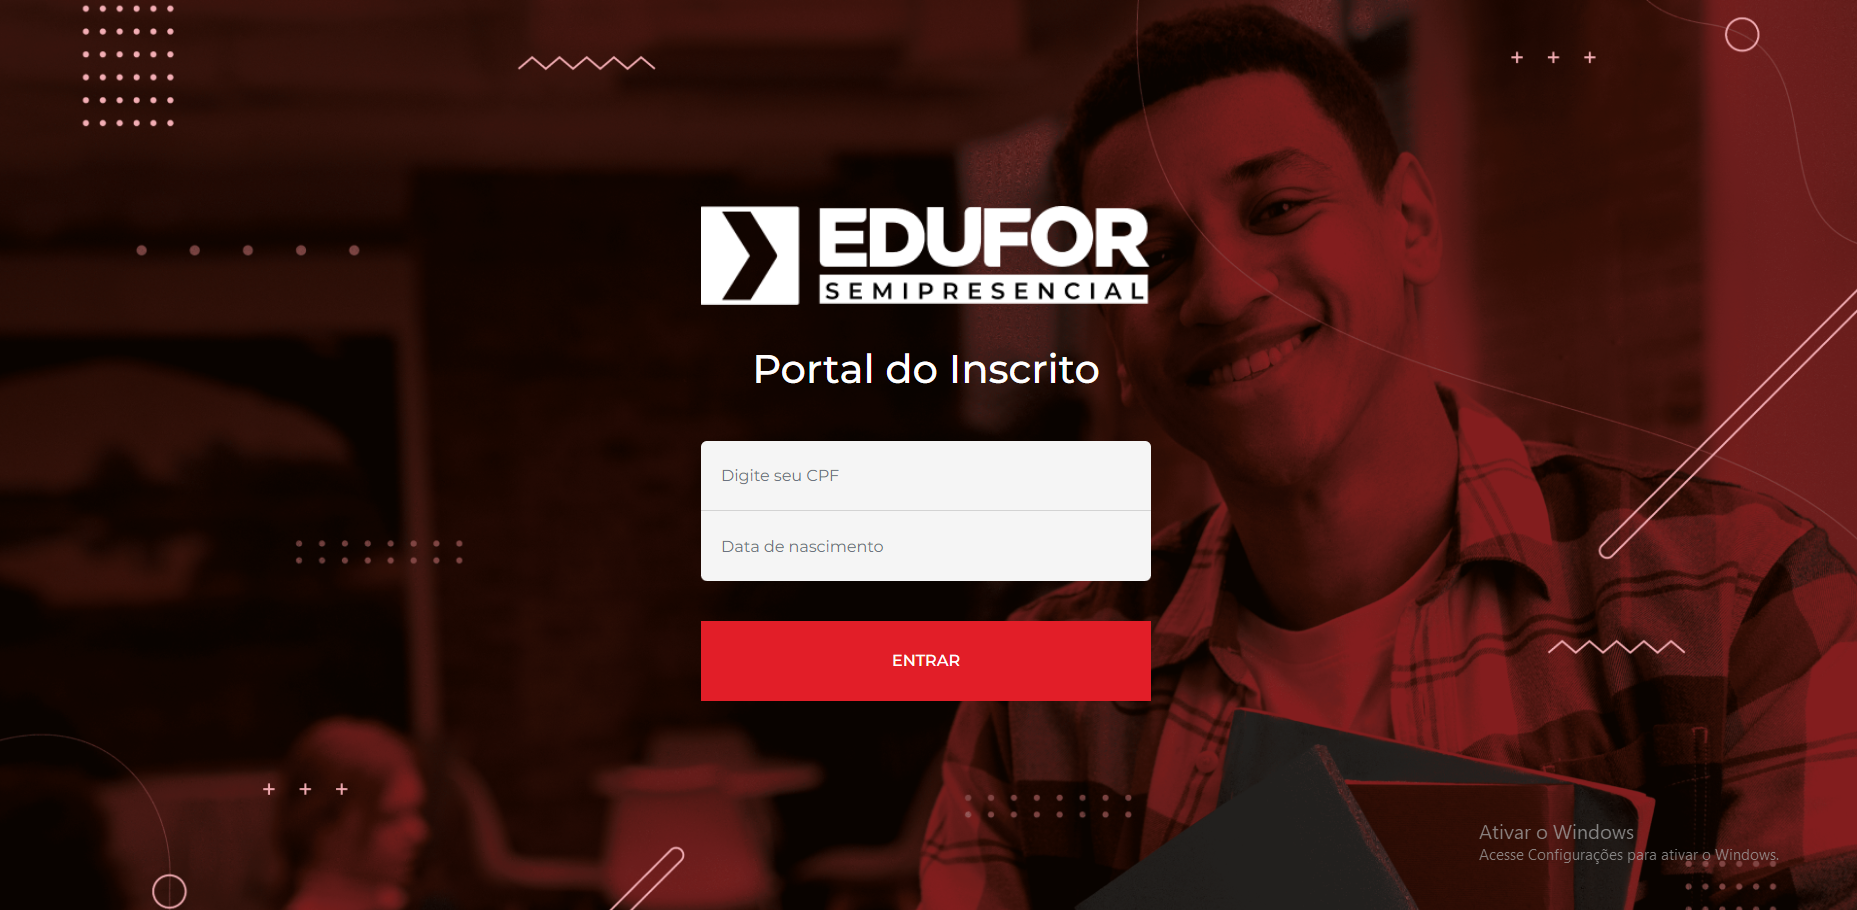 EDUFOR
SEMIPRESENCIAL
Portal do Inscrito
Digite seu CPF
Data de nascimento
ENTRAR
Ativar o Windows
Acesse Configurações para ativar o Windows.